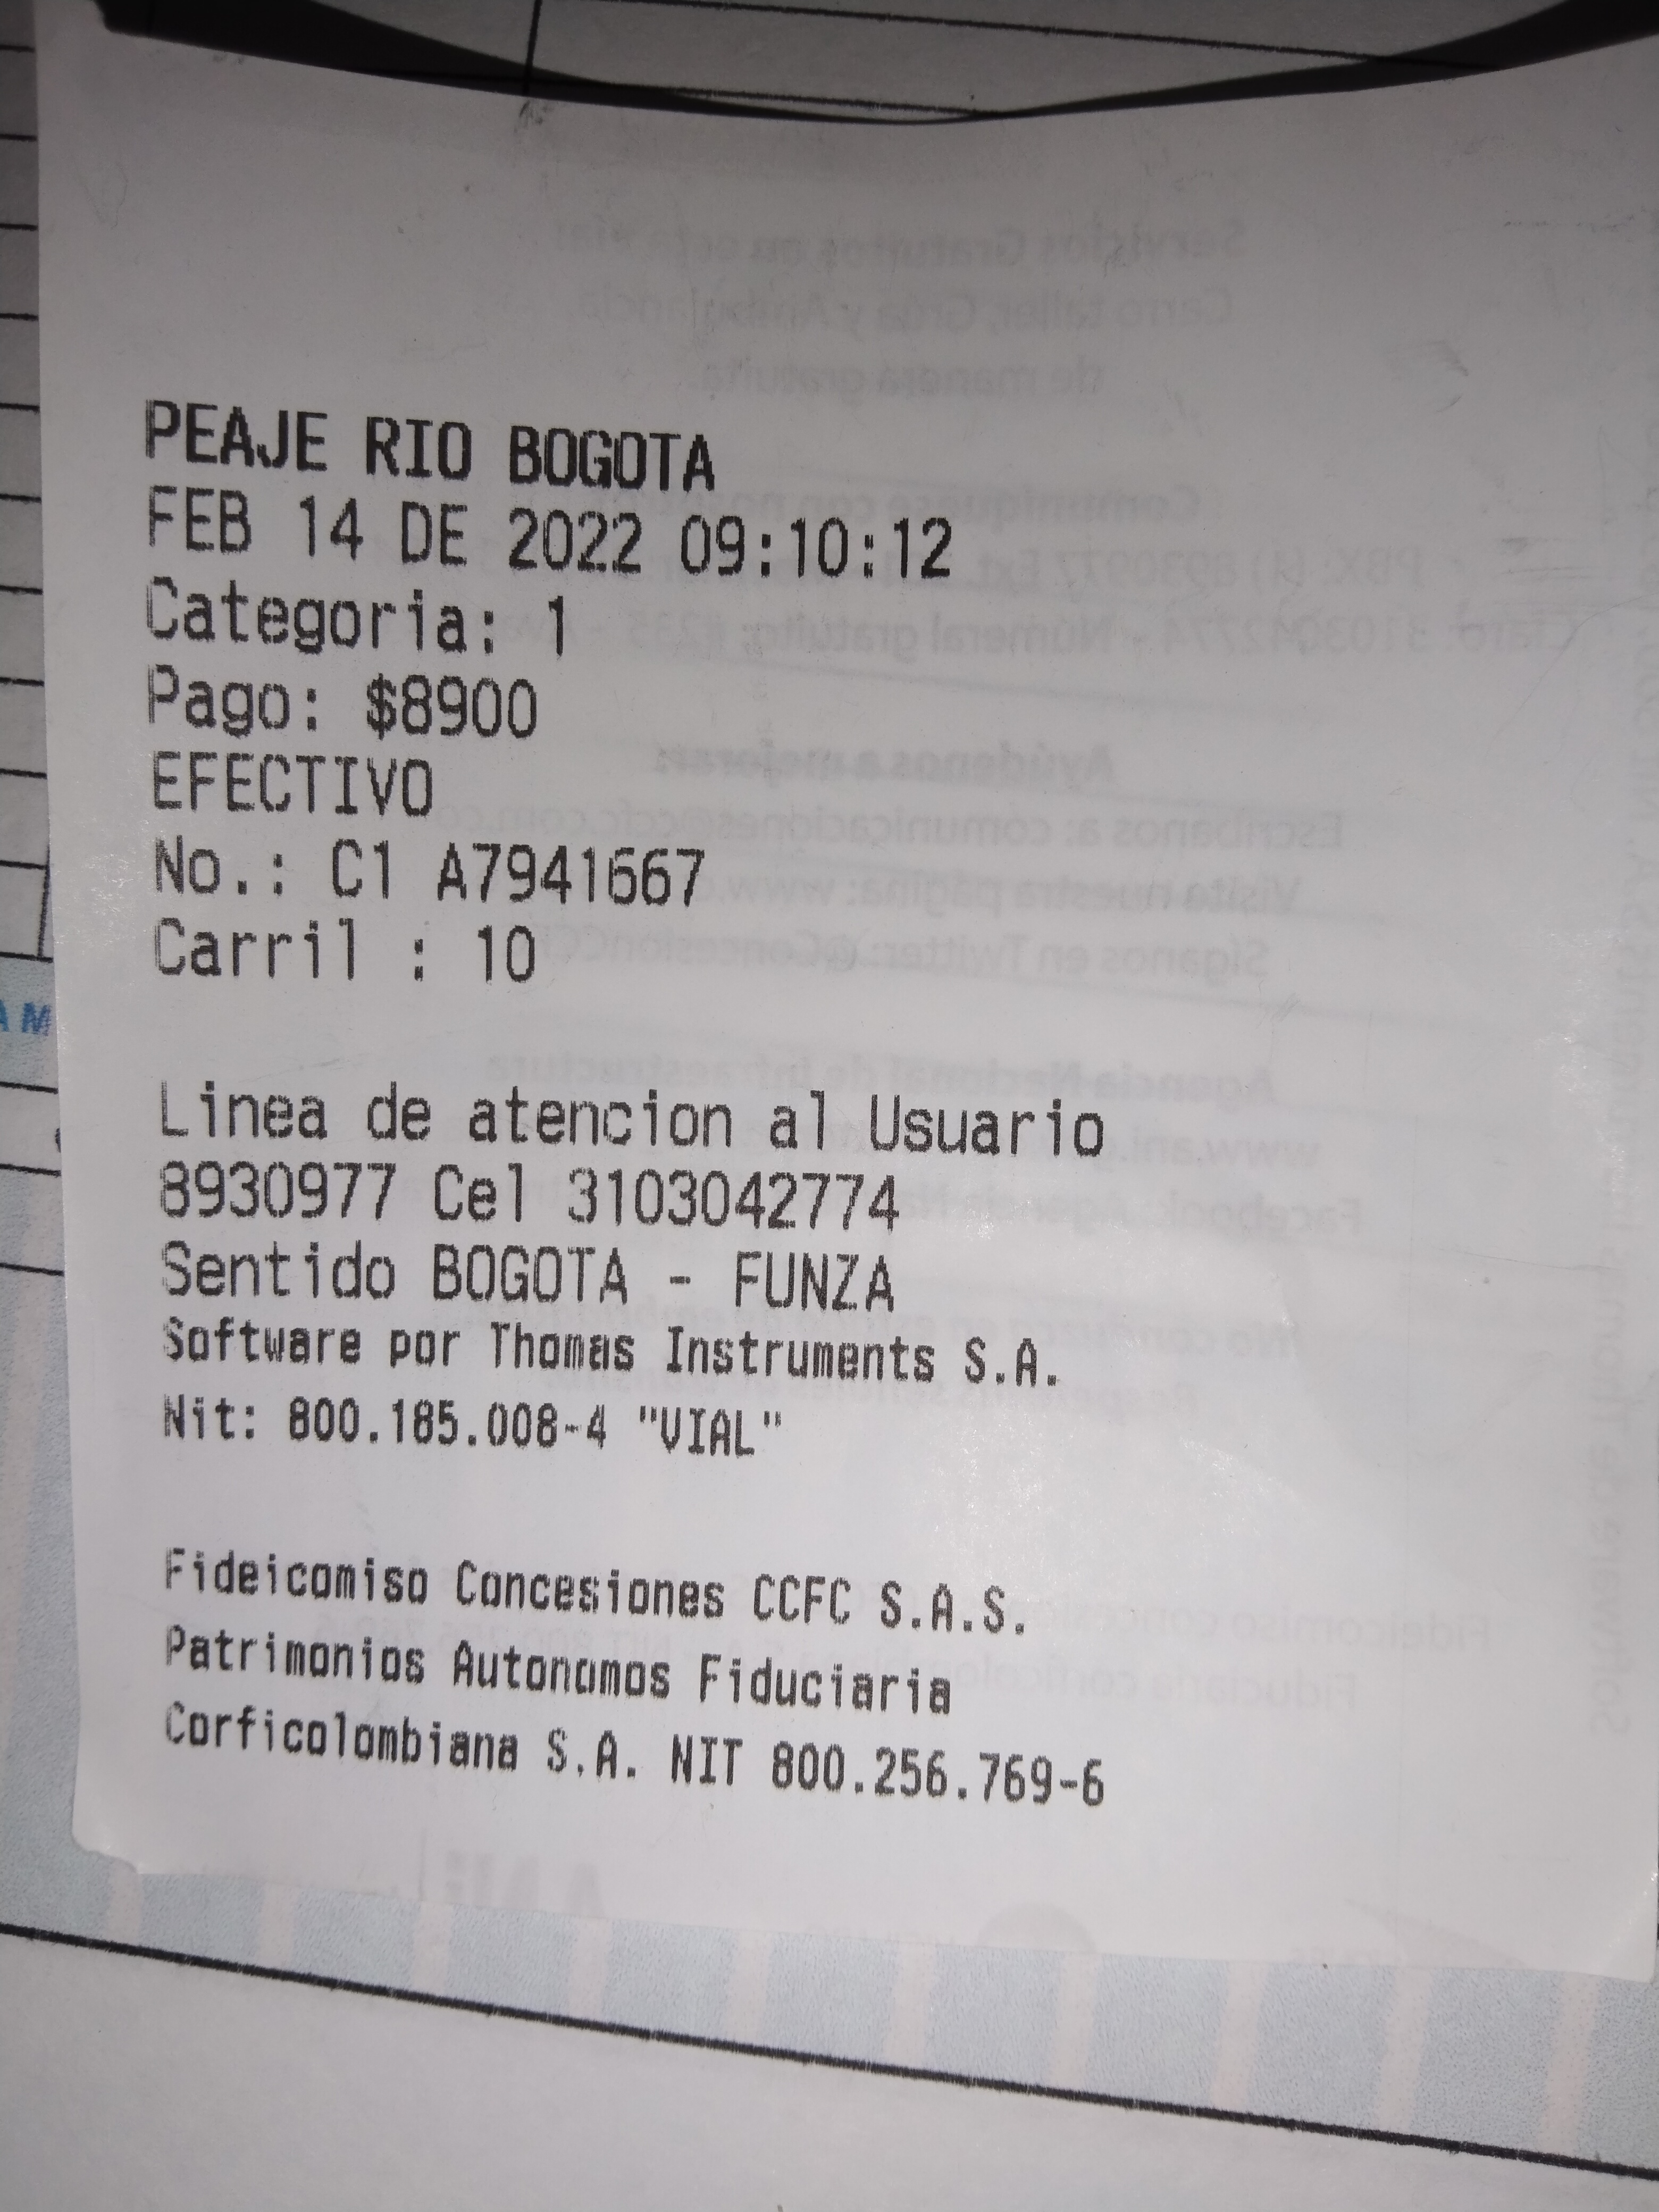 PEAJE RIO BOGOTA
FEB 14 DE 2022 09:10:12
Categoria: 1
Pago: $8900
EFECTIVO
No.: C1 A7941667
Carril : 10
Linea de atencion al Usuario
8930977 Cel 3103042774
Sentido BOGOTA - FUNZA
Software por Thomas Instruments S.A.
Nit: 800.185.008-4 "VIAL"
Fideicomiso Concesiones CCFC S.A.S.
Patrimonios Autonomos Fiduciaria
Corficolombiana S.A. NIT 800.256.769-6